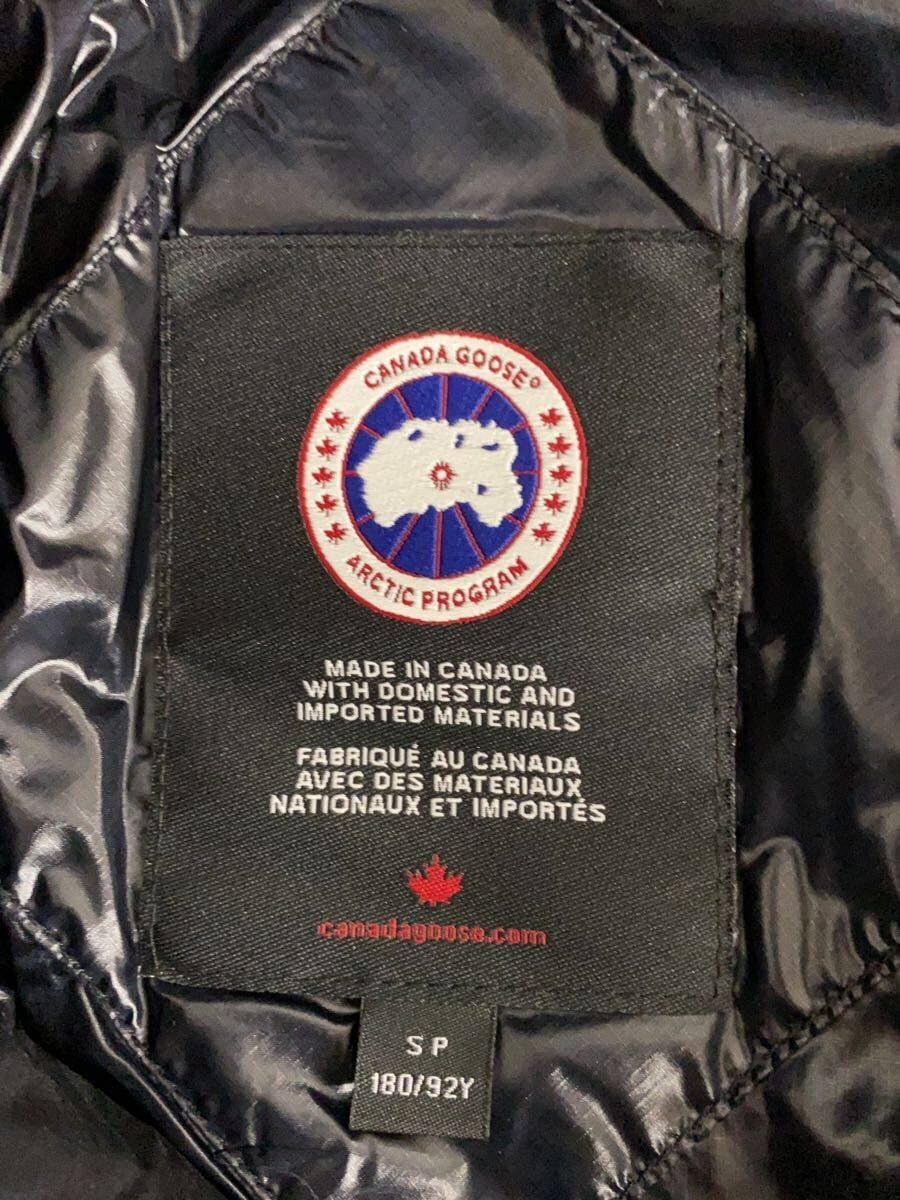 CANADA GOOSE®
ARCTIC PROGRAM
MADE IN CANADA
WITH DOMESTIC AND
IMPORTED MATERIALS
FABRIQUÉ AU CANADA
AVEC DES MATERIAUX
NATIONAUX ET IMPORTÉS
canadagoose.com
S P
180/92Y